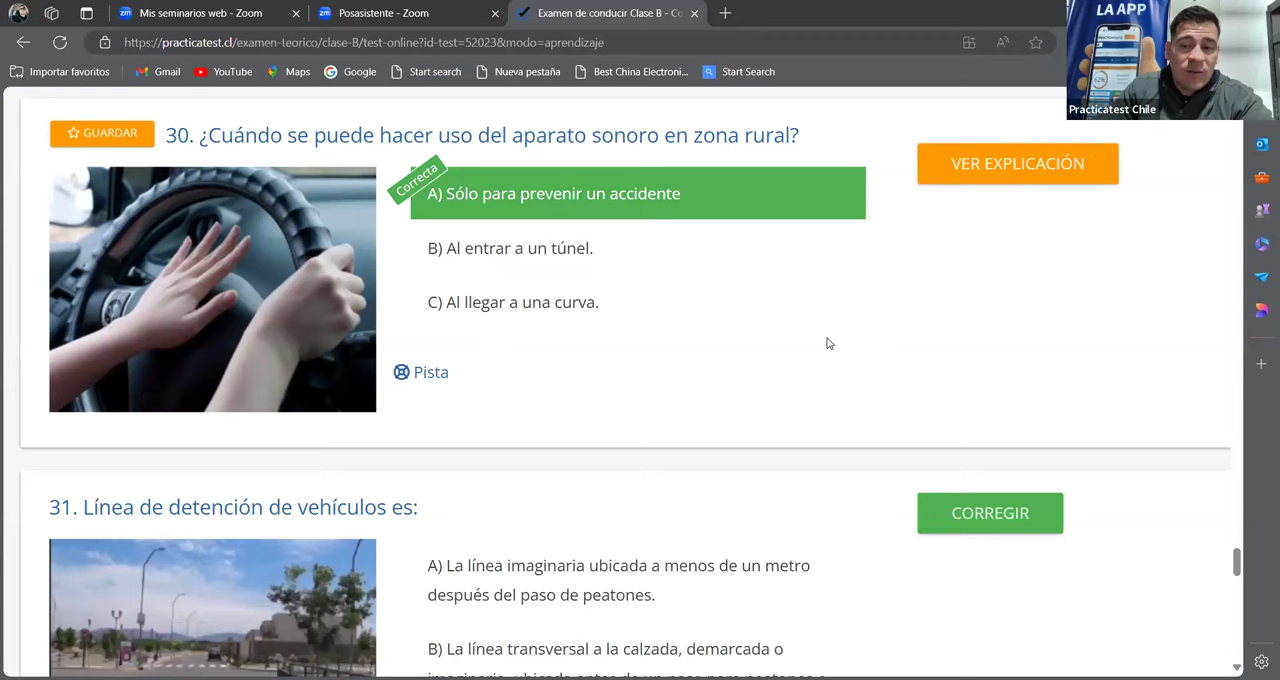 Mis seminarios web - Zoom
Posasistente - Zoom
Examen de conducir Clase B - Co
https://practicatest.cl/examen-teorico/clase-B/test-online?id-test=52023&modo=aprendizaje
Importar favoritos
Gmail
YouTube
Maps
Google
Start search
Nueva pestaña
Best China Electroni...
Start Search
LA APP
Practicatest Chile
GUARDAR
30. ¿Cuándo se puede hacer uso del aparato sonoro en zona rural?
VER EXPLICACIÓN
Correcta
A) Sólo para prevenir un accidente
B) Al entrar a un túnel.
C) Al llegar a una curva.
Pista
31. Línea de detención de vehículos es:
CORREGIR
A) La línea imaginaria ubicada a menos de un metro
después del paso de peatones.
B) La línea transversal a la calzada, demarcada o